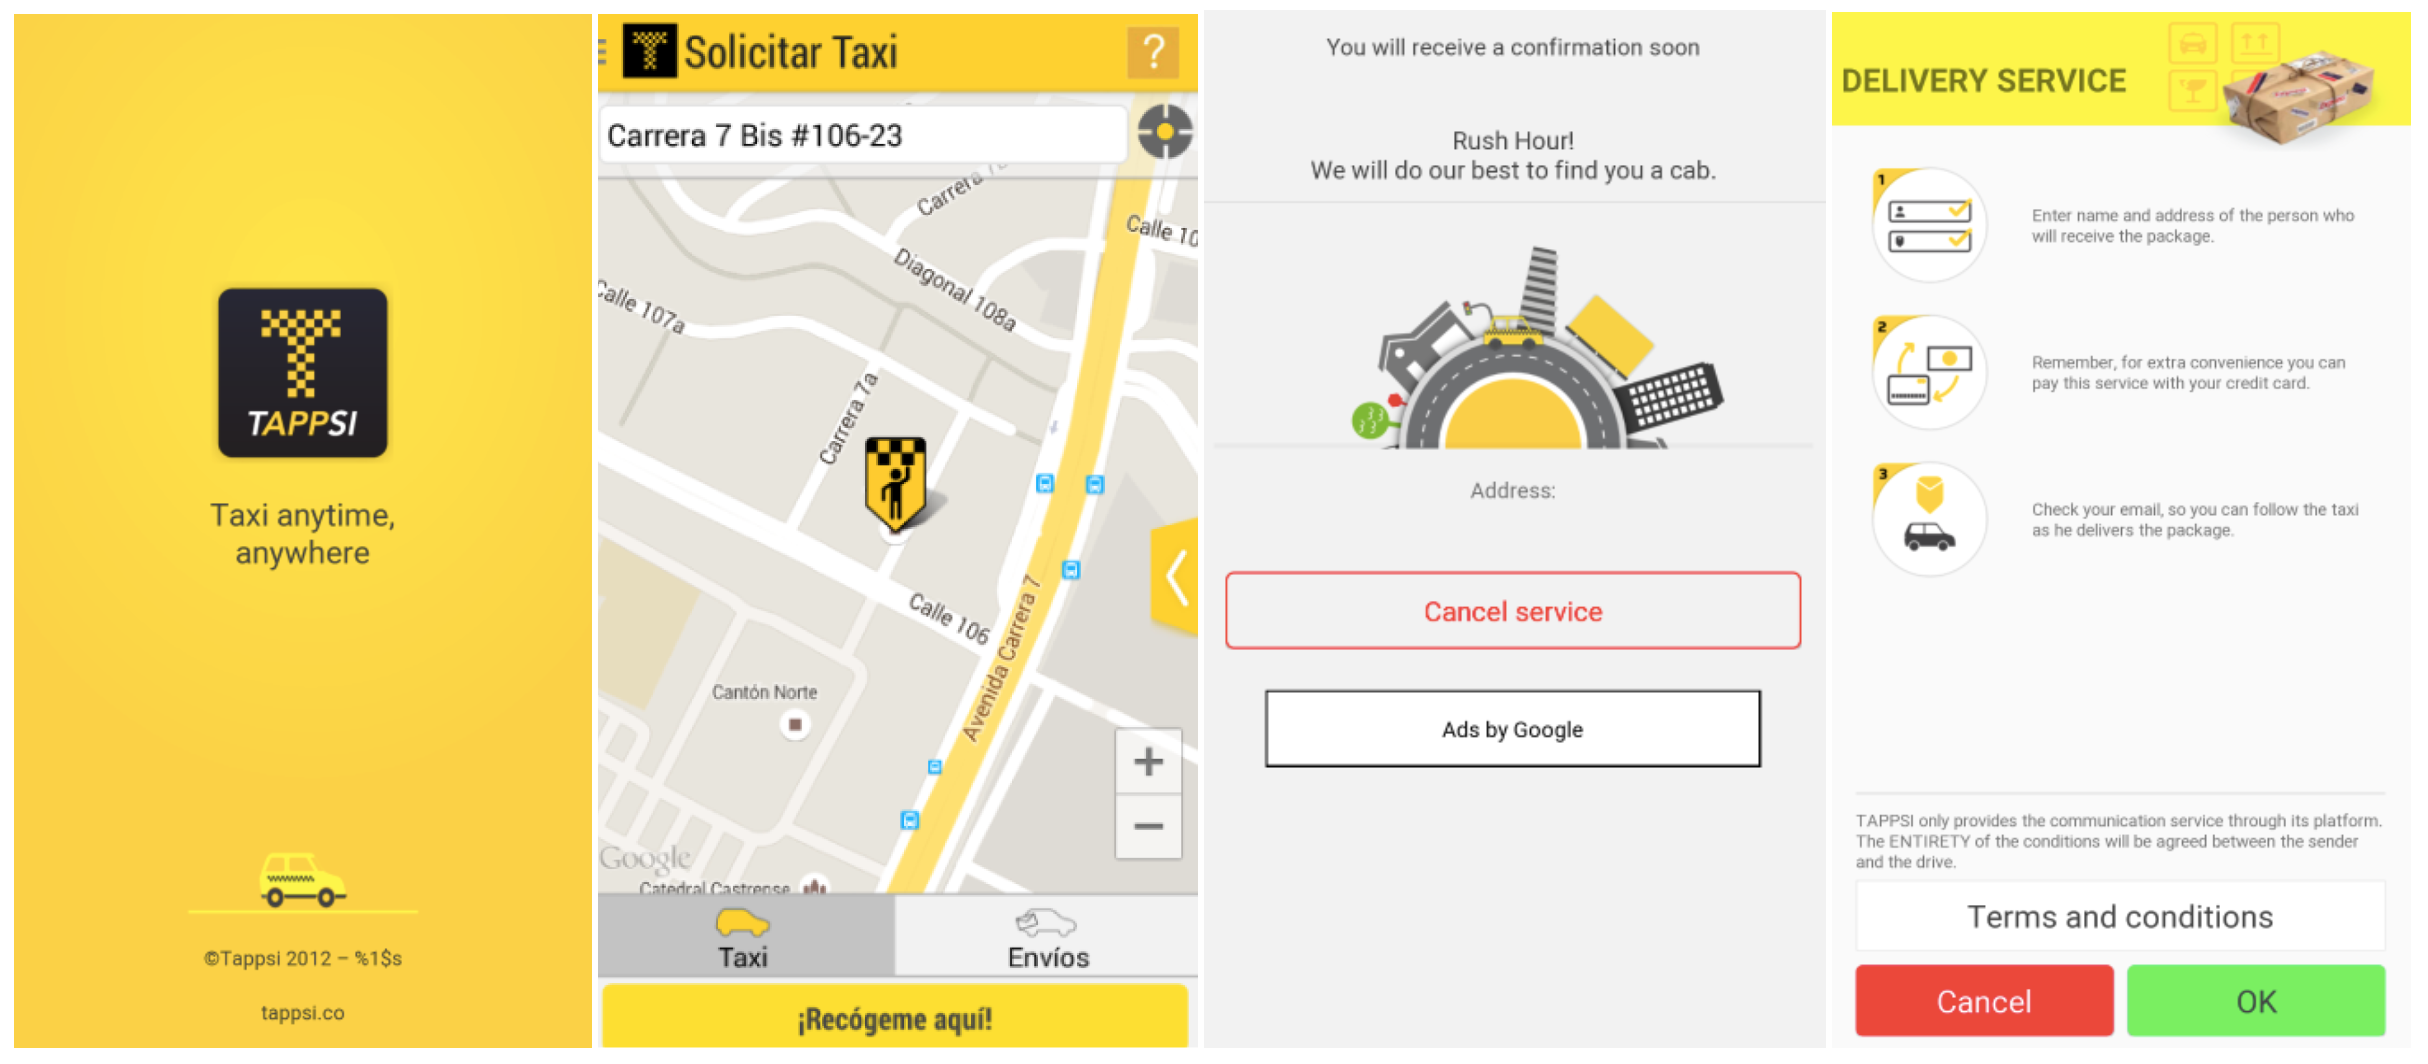 TAPPSI
Taxi anytime,
anywhere
©Tappsi 2012 – %1$s
tappsi.co
Solicitar Taxi
?
Carrera 7 Bis #106-23
Carrera
Calle 10
Diagonal 108a
Calle 107a
Carrera 7a
Calle 106
Avenida Carrera 7
Cantón Norte
+
−
Google
Catedral Castrense
Taxi
Envíos
¡Recógeme aquí!
You will receive a confirmation soon
Rush Hour!
We will do our best to find you a cab.
Address:
Cancel service
Ads by Google
DELIVERY SERVICE
1
Enter name and address of the person who
will receive the package.
2
Remember, for extra convenience you can
pay this service with your credit card.
3
Check your email, so you can follow the taxi
as he delivers the package.
TAPPSI only provides the communication service through its platform.
The ENTIRETY of the conditions will be agreed between the sender
and the drive.
Terms and conditions
Cancel
OK